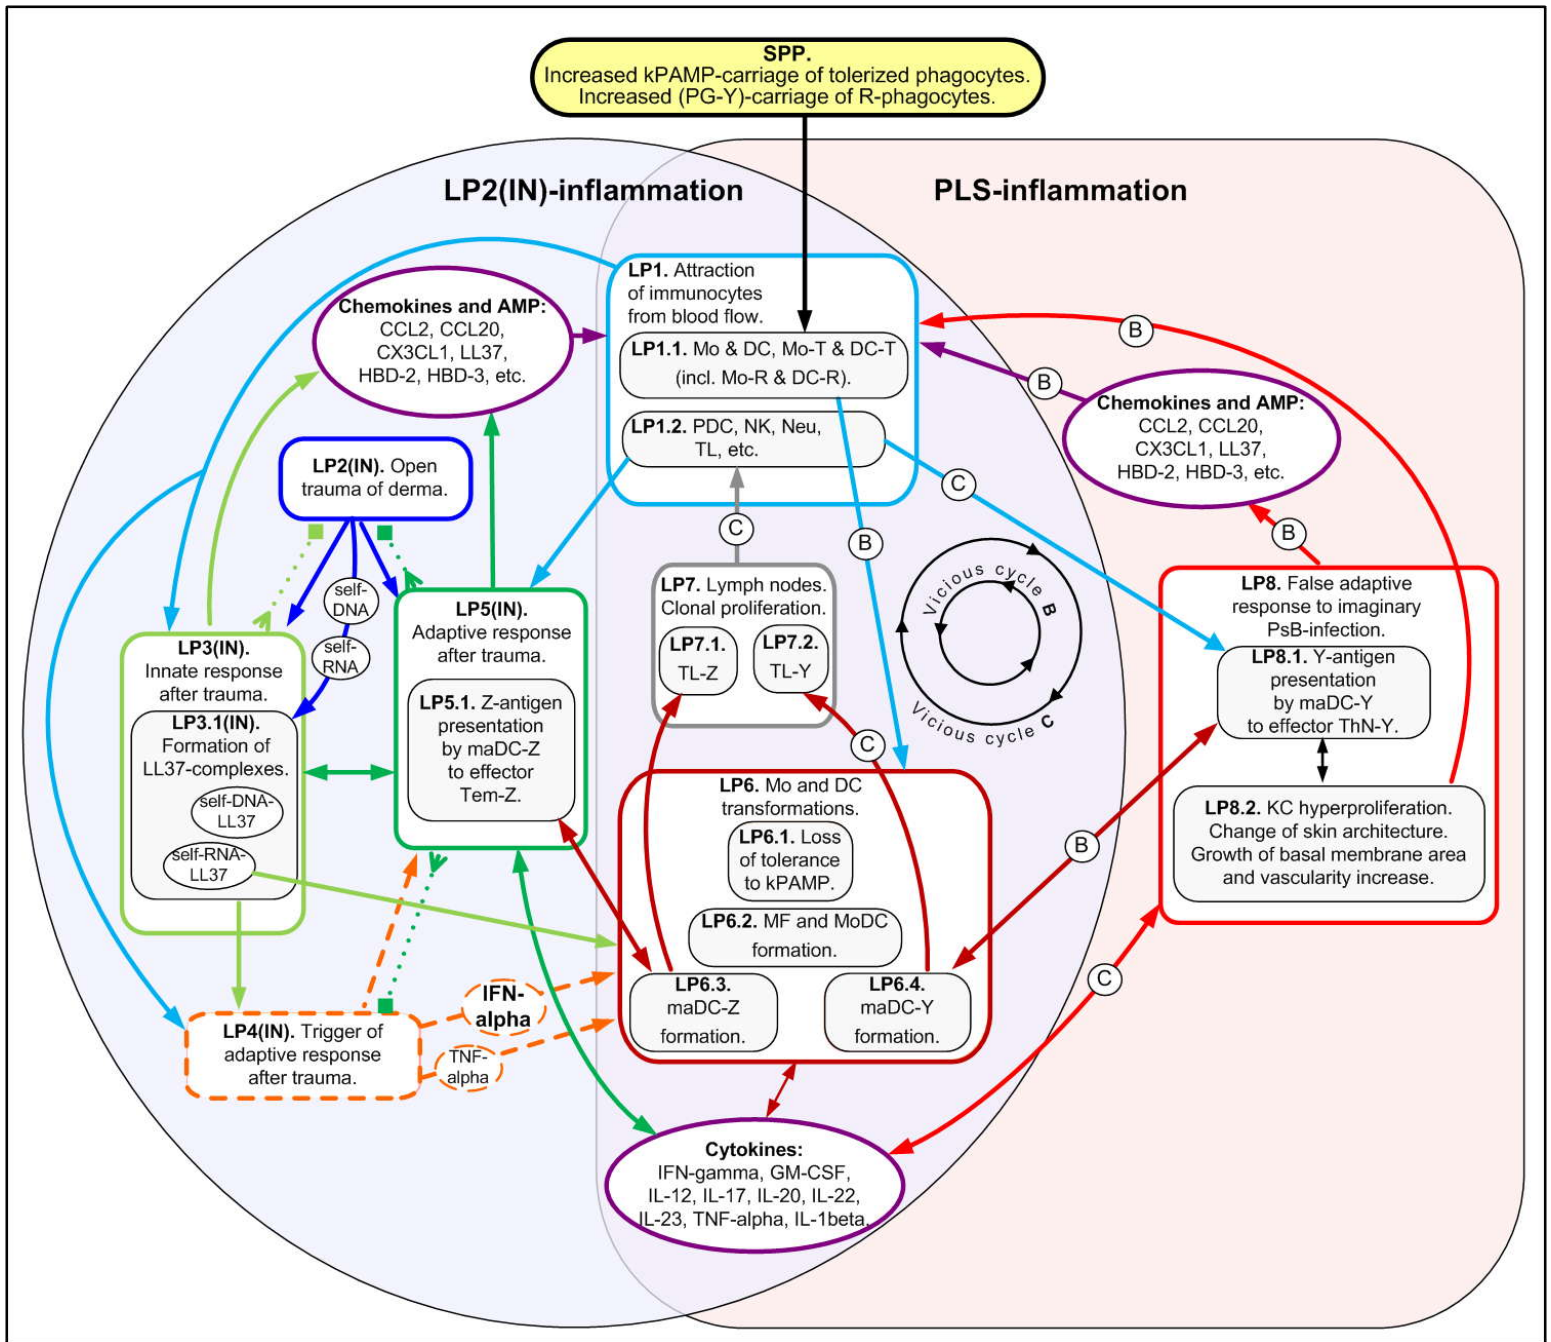 SPP.
Increased kPAMP-carriage of tolerized phagocytes.
Increased (PG-Y)-carriage of R-phagocytes.
LP2(IN)-inflammation
PLS-inflammation
LP1. Attraction
of immunocytes
from blood flow.
LP1.1. Mo & DC, Mo-T & DC-T
(incl. Mo-R & DC-R).
LP1.2. PDC, NK, Neu,
TL, etc.
Chemokines and AMP:
CCL2, CCL20,
CX3CL1, LL37,
HBD-2, HBD-3, etc.
B
B
Chemokines and AMP:
CCL2, CCL20,
CX3CL1, LL37,
HBD-2, HBD-3, etc.
B
LP2(IN). Open
trauma of derma.
self-
DNA
self-
RNA
C
C
B
LP3(IN).
Innate response
after trauma.
LP3.1(IN).
Formation of
LL37-complexes.
self-DNA-
LL37
self-RNA-
LL37
LP5(IN).
Adaptive response
after trauma.
LP5.1. Z-antigen
presentation
by maDC-Z
to effector
Tem-Z.
LP7. Lymph nodes.
Clonal proliferation.
LP7.1.
TL-Z
LP7.2.
TL-Y
C
Vicious cycle B
Vicious cycle C
LP8. False adaptive
response to imaginary
PsB-infection.
LP8.1. Y-antigen
presentation
by maDC-Y
to effector ThN-Y.
LP8.2. KC hyperproliferation.
Change of skin architecture.
Growth of basal membrane area
and vascularity increase.
B
C
LP6. Mo and DC
transformations.
LP6.1. Loss
of tolerance
to kPAMP.
LP6.2. MF and MoDC
formation.
LP6.3.
maDC-Z
formation.
LP6.4.
maDC-Y
formation.
LP4(IN). Trigger of
adaptive response
after trauma.
IFN-
alpha
TNF-
alpha
Cytokines:
IFN-gamma, GM-CSF,
IL-12, IL-17, IL-20, IL-22,
IL-23, TNF-alpha, IL-1beta.